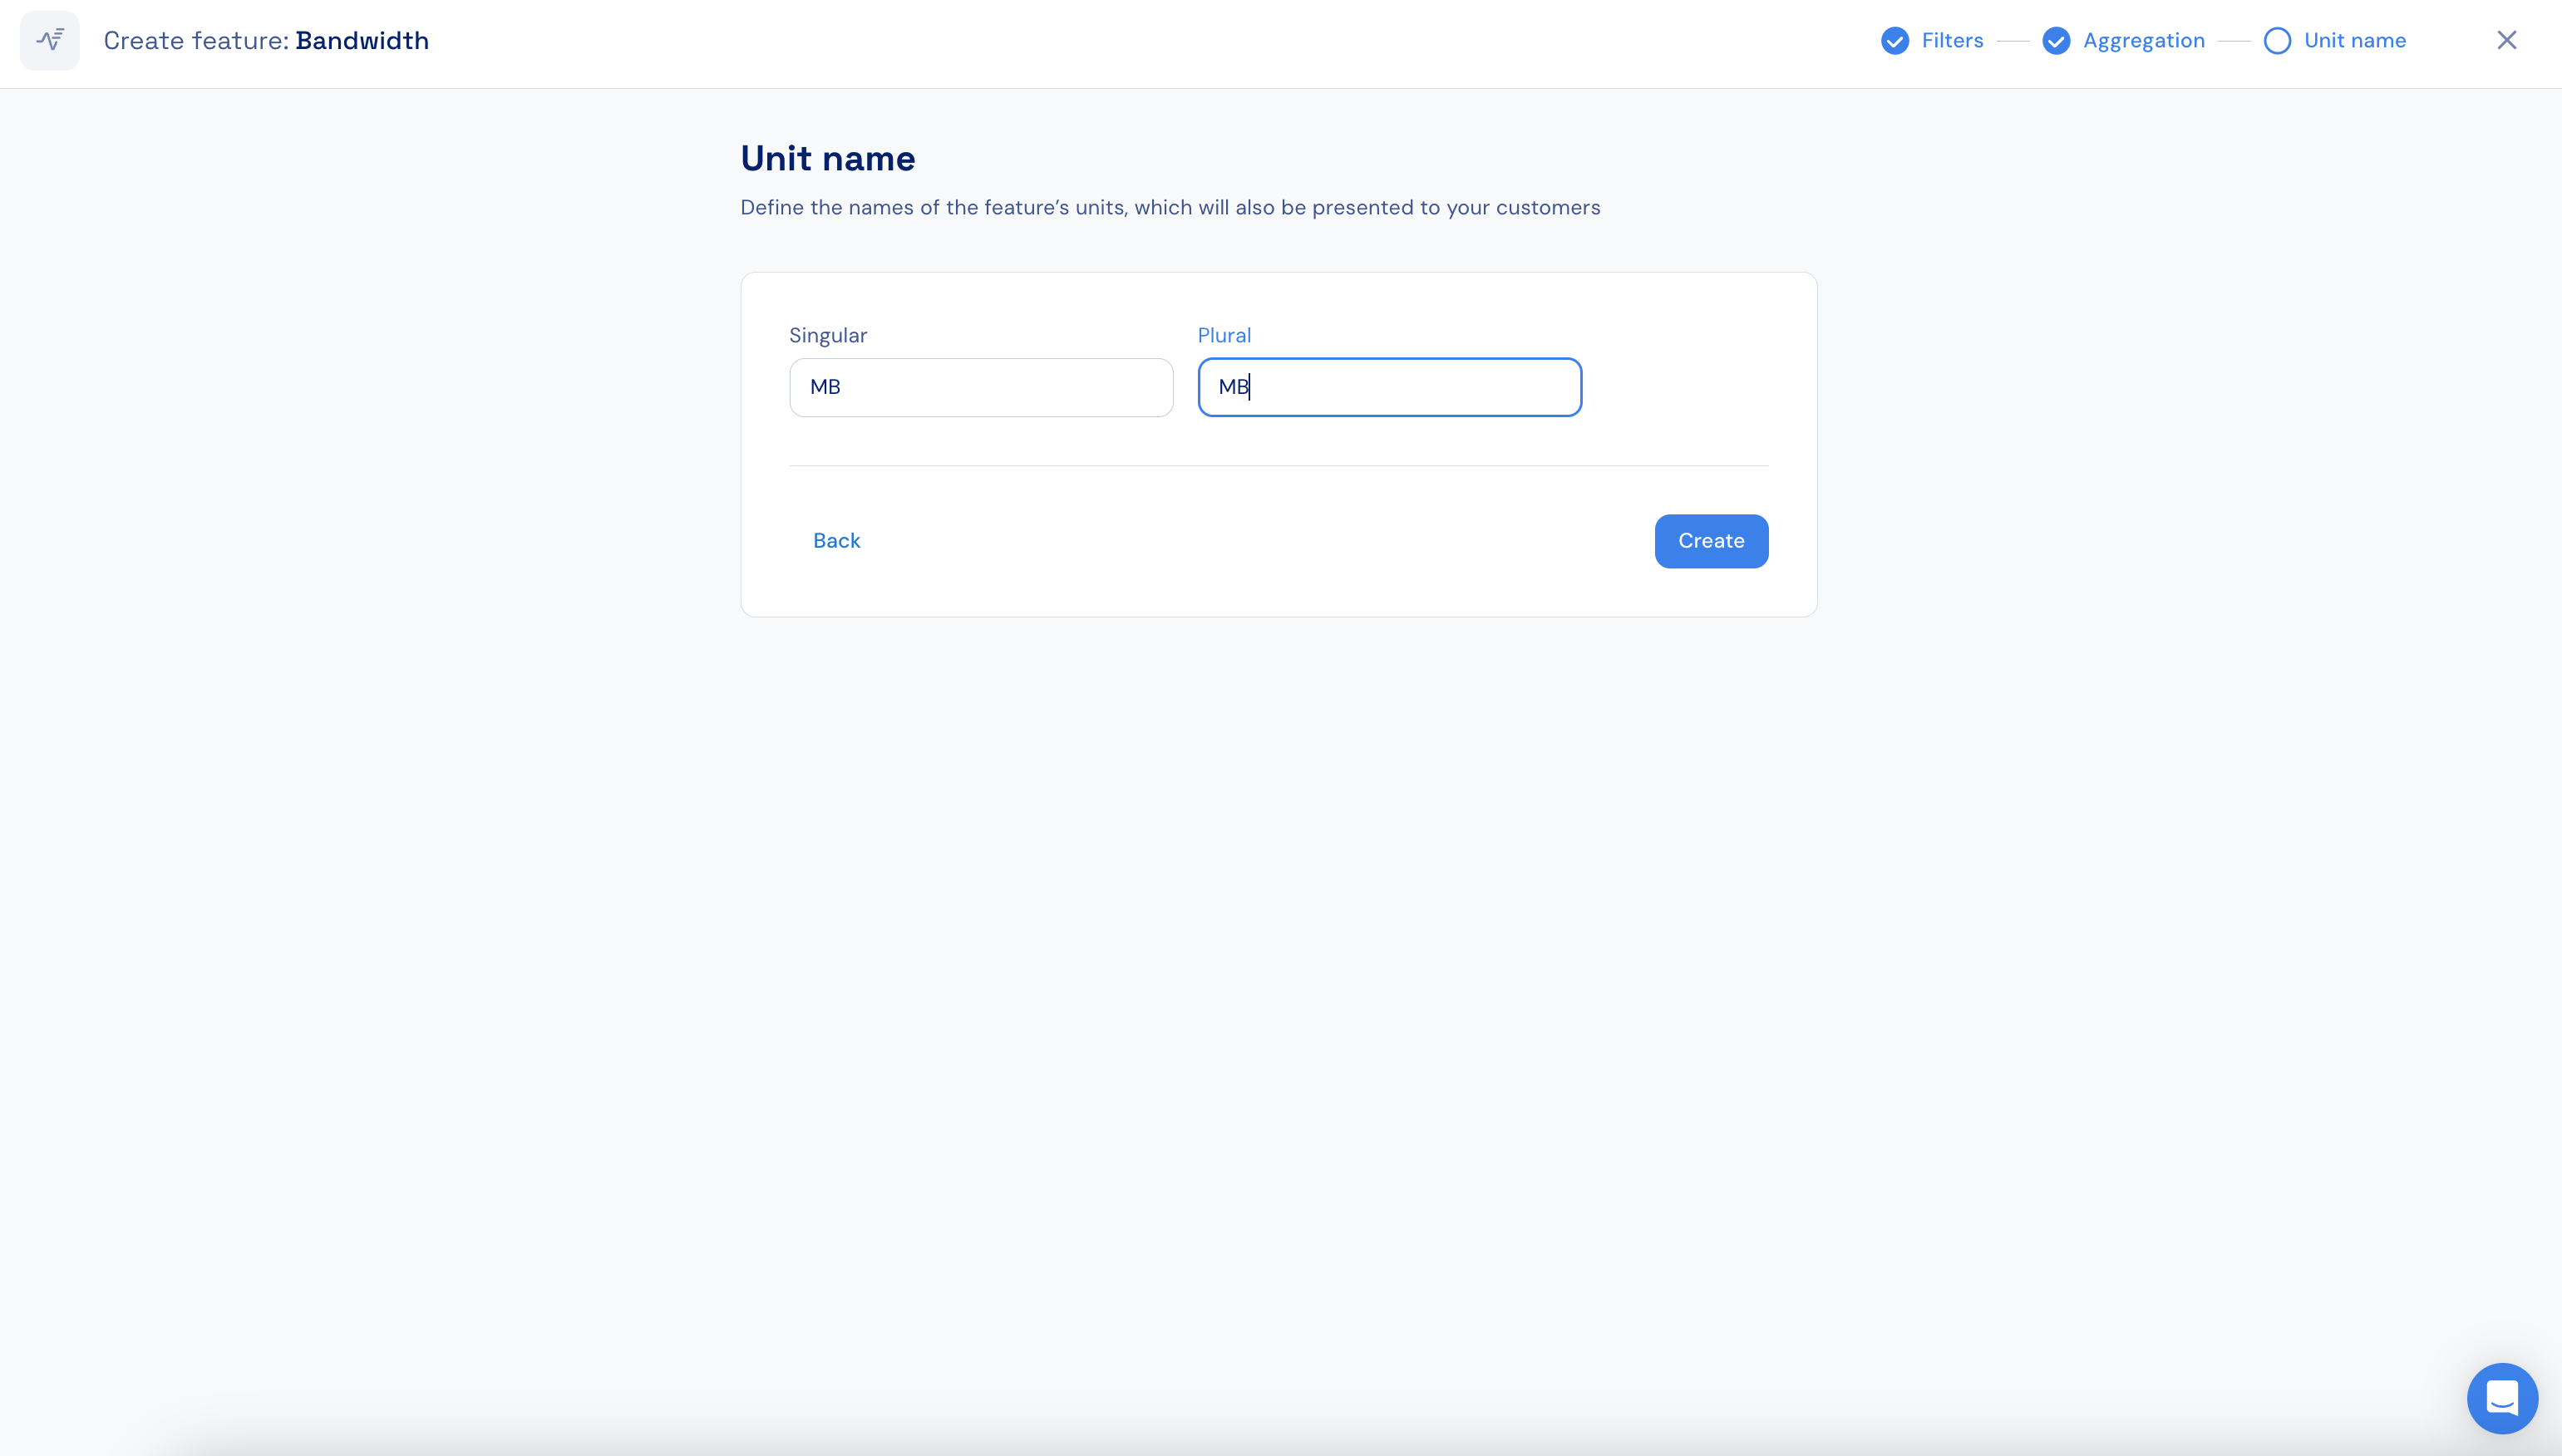 Create feature: Bandwidth
Filters
Aggregation
Unit name
Unit name
Define the names of the feature’s units, which will also be presented to your customers
Singular
Plural
MB
MB
Back
Create